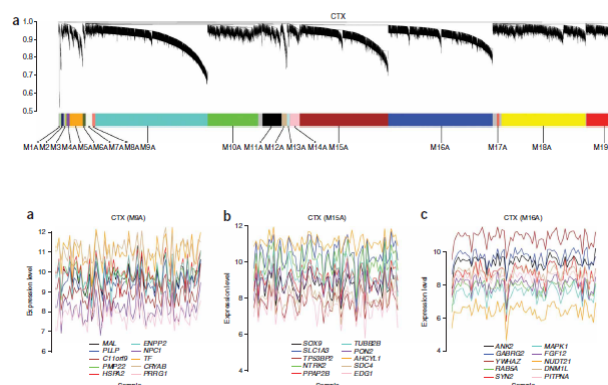 a
CTX
1.0
0.9
0.8
0.7
0.6
0.5
M1A M2 M3 M4A M5A M6A M7A M8A M9A M10A M11A M12A M13A M14A M15A M16A M17A M18A M19
a
CTX (M9A)
Expression level
12
11
10
9
8
7
6
MAL
PLLP
C11orf9
PMP22
HSPA2
ENPP2
NPC1
TF
CRYAB
PRRG1
b
CTX (M15A)
Expression level
12
10
8
6
4
SOX9
SLC1A3
TP53BP2
NTRK2
PPAP2B
TUBB2B
PON2
AHCYL1
SDC4
EDG1
c
CTX (M16A)
Expression level
10
8
6
4
ANK2
GABRG2
YWHAZ
RAB5A
SYN2
MAPK1
FGF12
NUDT21
DNM1L
PITPNA